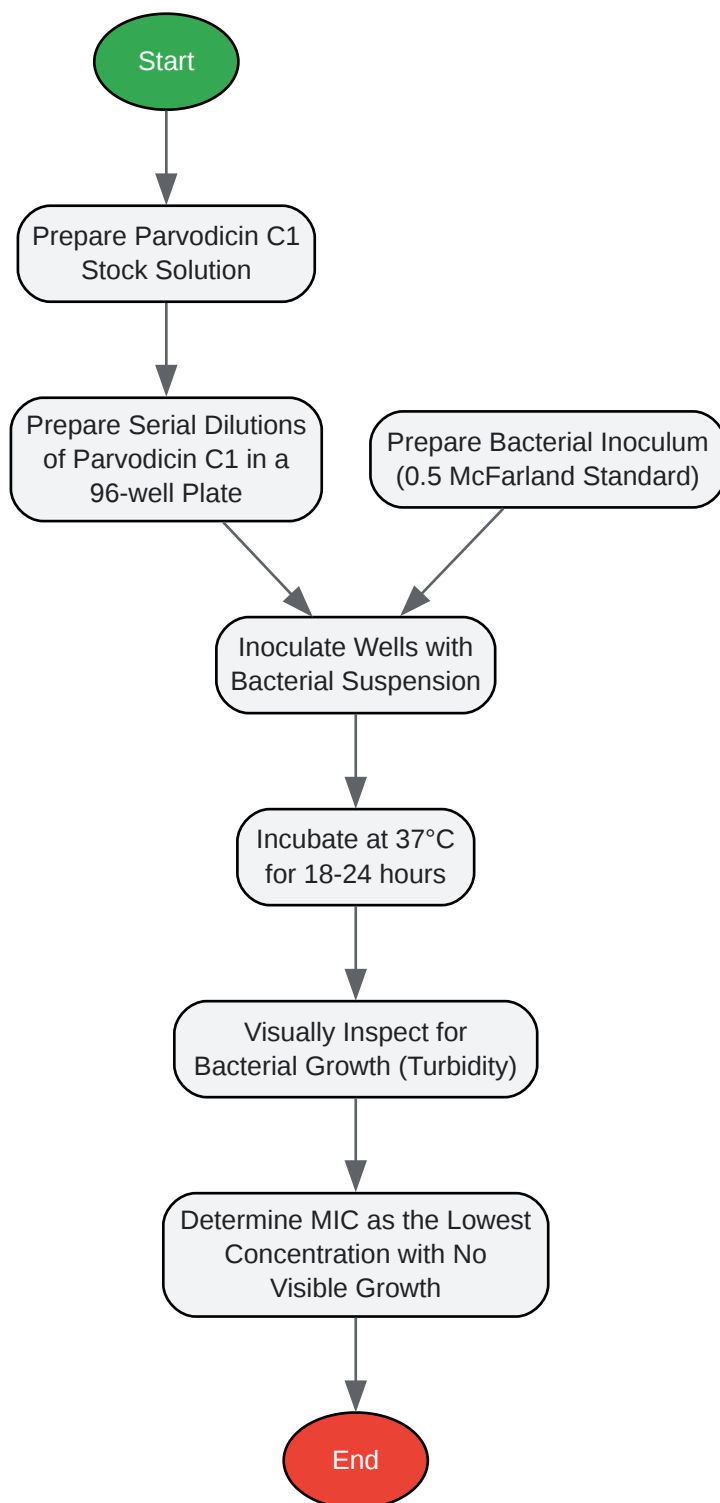 Start
Prepare Parvodicin C1
Stock Solution
Prepare Serial Dilutions
of Parvodicin C1 in a
96-well Plate
Prepare Bacterial Inoculum
(0.5 McFarland Standard)
Inoculate Wells with
Bacterial Suspension
Incubate at 37°C
for 18-24 hours
Visually Inspect for
Bacterial Growth (Turbidity)
Determine MIC as the Lowest
Concentration with No
Visible Growth
End